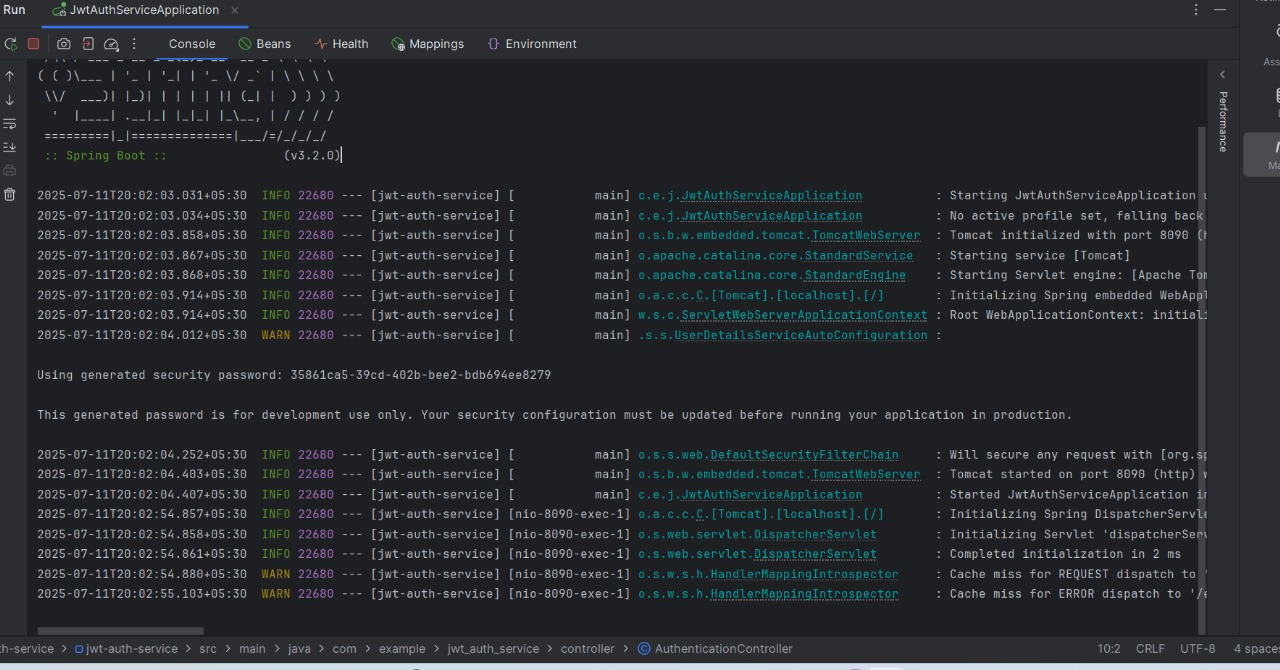 Run
JwtAuthServiceApplication
Console
Beans
Health
Mappings
Environment
Performance
( ( )\___ | '_ | '_| | '_ \/ _` | \ \ \ \
\\/  ___)| |_)| | | | | || (_| |  ) ) ) )
'  |____| .__|_| |_|_| |_\__, | / / / /
=========|_|==============|___/=/_/_/_/
:: Spring Boot ::                (v3.2.0)
2025-07-11T20:02:03.031+05:30  INFO 22680 --- [jwt-auth-service] [           main] c.e.j.JwtAuthServiceApplication          : Starting JwtAuthServiceApplication
2025-07-11T20:02:03.034+05:30  INFO 22680 --- [jwt-auth-service] [           main] c.e.j.JwtAuthServiceApplication          : No active profile set, falling back
2025-07-11T20:02:03.858+05:30  INFO 22680 --- [jwt-auth-service] [           main] o.s.b.w.embedded.tomcat.TomcatWebServer  : Tomcat initialized with port 8090
2025-07-11T20:02:03.867+05:30  INFO 22680 --- [jwt-auth-service] [           main] o.apache.catalina.core.StandardService   : Starting service [Tomcat]
2025-07-11T20:02:03.868+05:30  INFO 22680 --- [jwt-auth-service] [           main] o.apache.catalina.core.StandardEngine    : Starting Servlet engine: [Apache Tom
2025-07-11T20:02:03.914+05:30  INFO 22680 --- [jwt-auth-service] [           main] o.a.c.c.C.[Tomcat].[localhost].[/]       : Initializing Spring embedded WebAppl
2025-07-11T20:02:03.914+05:30  INFO 22680 --- [jwt-auth-service] [           main] w.s.c.ServletWebServerApplicationContext : Root WebApplicationContext: initiali
2025-07-11T20:02:04.012+05:30  WARN 22680 --- [jwt-auth-service] [           main] .s.s.UserDetailsServiceAutoConfiguration :
Using generated security password: 35861ca5-39cd-402b-bee2-bdb694ee8279
This generated password is for development use only. Your security configuration must be updated before running your application in production.
2025-07-11T20:02:04.252+05:30  INFO 22680 --- [jwt-auth-service] [           main] o.s.s.web.DefaultSecurityFilterChain     : Will secure any request with [org.sp
2025-07-11T20:02:04.403+05:30  INFO 22680 --- [jwt-auth-service] [           main] o.s.b.w.embedded.tomcat.TomcatWebServer  : Tomcat started on port 8090 (http) w
2025-07-11T20:02:04.407+05:30  INFO 22680 --- [jwt-auth-service] [           main] c.e.j.JwtAuthServiceApplication          : Started JwtAuthServiceApplication in
2025-07-11T20:02:54.857+05:30  INFO 22680 --- [jwt-auth-service] [nio-8090-exec-1] o.a.c.c.C.[Tomcat].[localhost].[/]       : Initializing Spring DispatcherServle
2025-07-11T20:02:54.858+05:30  INFO 22680 --- [jwt-auth-service] [nio-8090-exec-1] o.s.web.servlet.DispatcherServlet        : Initializing Servlet 'dispatcherServ
2025-07-11T20:02:54.861+05:30  INFO 22680 --- [jwt-auth-service] [nio-8090-exec-1] o.s.web.servlet.DispatcherServlet        : Completed initialization in 2 ms
2025-07-11T20:02:54.880+05:30  WARN 22680 --- [jwt-auth-service] [nio-8090-exec-1] o.s.w.s.h.HandlerMappingIntrospector     : Cache miss for REQUEST dispatch to '
2025-07-11T20:02:55.103+05:30  WARN 22680 --- [jwt-auth-service] [nio-8090-exec-1] o.s.w.s.h.HandlerMappingIntrospector     : Cache miss for ERROR dispatch to '/e
th-service > jwt-auth-service > src > main > java > com > example > jwt_auth_service > controller > AuthenticationController
10:2 CRLF UTF-8 4 space